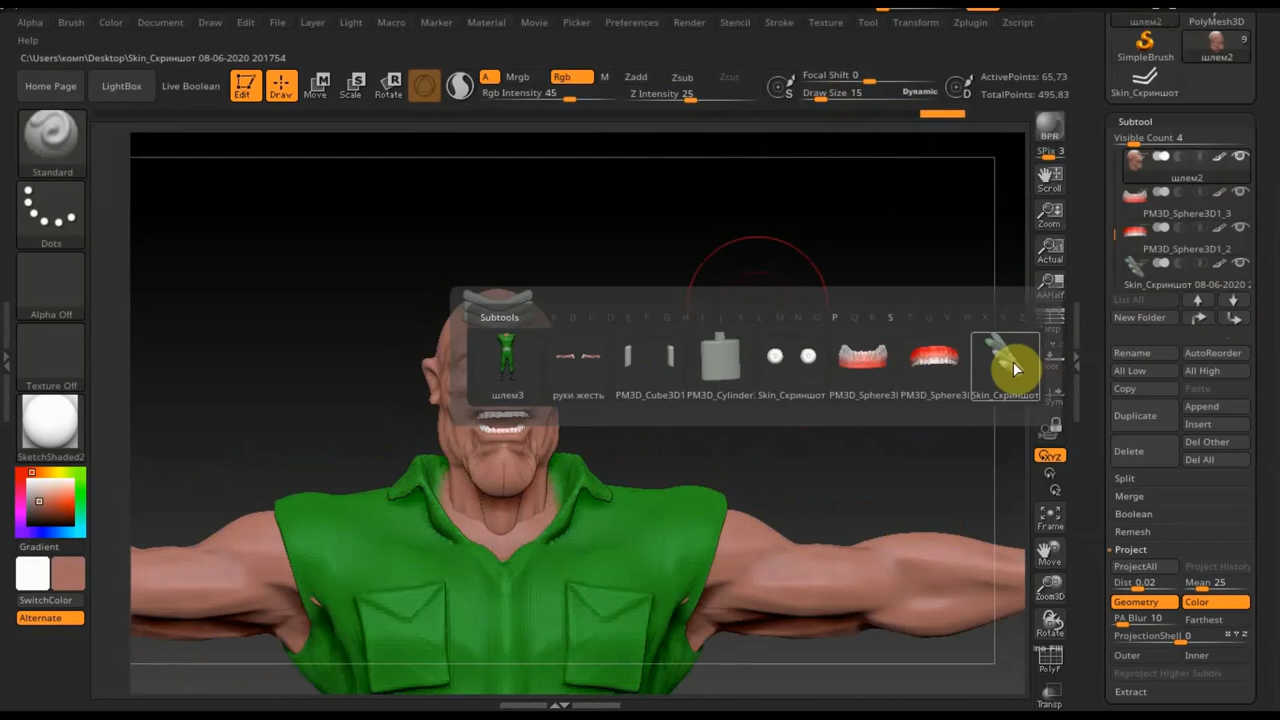 Alpha Brush Color Document Draw Edit File Layer Light Macro Marker Material Movie Picker Preferences Render Stencil Stroke Texture Tool Transform Zplugin Zscript
Help
C:\Users\комп\Desktop\Skin_Скриншот 08-06-2020 201754
Home Page LightBox Live Boolean Edit Draw Move Scale Rotate
A Mrgb Rgb M Zadd Zsub Zcut
Rgb Intensity 45 Z Intensity 25
Focal Shift 0
Draw Size 15 Dynamic
S D
ActivePoints: 65,73
TotalPoints: 495,83
Standard
Dots
Alpha Off
Texture Off
SketchShaded2
Gradient
SwitchColor
Alternate
Subtools A B C D E F G H I J K L M N O P Q R S T U V W X Y Z
шлем3 руки жесть PM3D_Cube3D1 PM3D_Cylinder: Skin_Скриншот PM3D_Sphere3I PM3D_Sphere3I Skin_Скриншот
BPR
SPix 3
Scroll
Zoom
Actual
AAHalf
XYZ
Y
Z
Frame
Move
Zoom3D
Rotate
PolyF
Transp
шлем2 PolyMesh3D
9
SimpleBrush шлем2
Skin_Скриншот
Subtool
Visible Count 4
шлем2
PM3D_Sphere3D1_3
PM3D_Sphere3D1_2
Skin_Скриншот 08-06-2020
List All
New Folder
Rename AutoReorder
All Low All High
Copy Paste
Duplicate Append
Insert
Delete Del Other
Del All
Split
Merge
Boolean
Remesh
Project
ProjectAll Project History
Dist 0.02 Mean 25
Geometry Color
PA Blur 10 Farthest
ProjectionShell 0 X Y Z
Outer Inner
Reproject Higher Subdiv
Extract